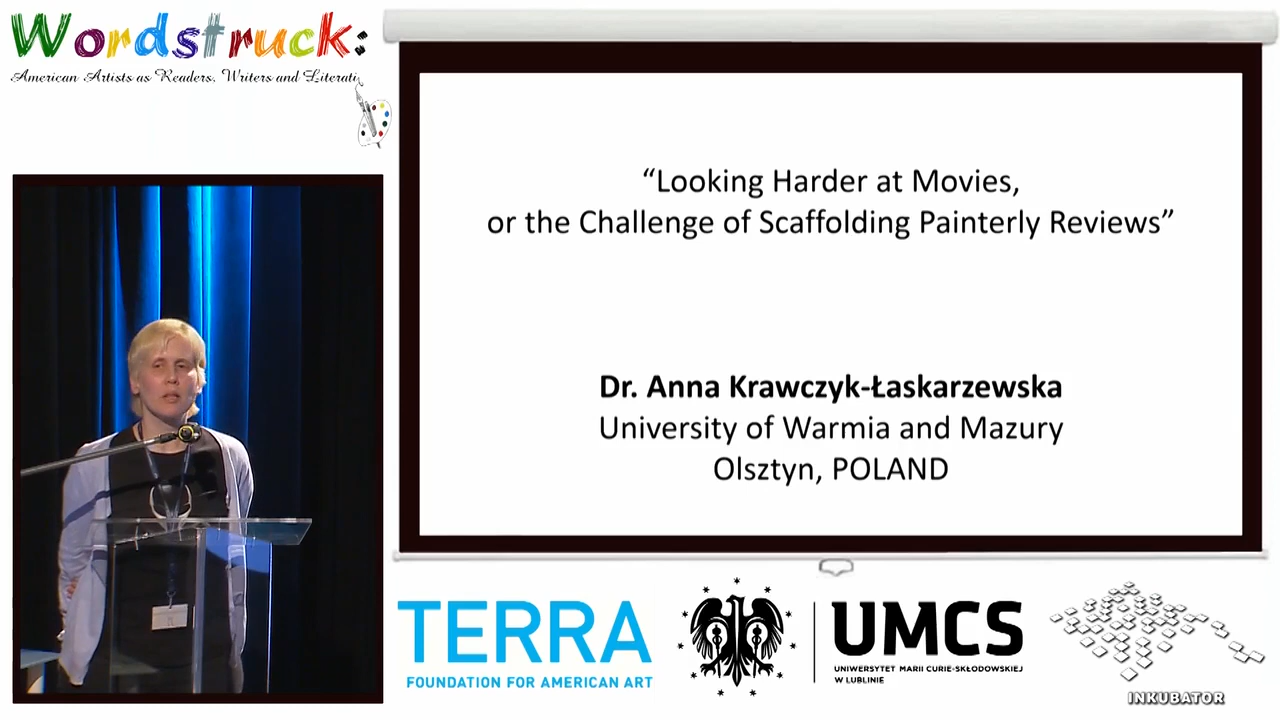 Wordstruck:
American Artists as Readers, Writers and Literati
“Looking Harder at Movies,
or the Challenge of Scaffolding Painterly Reviews”
Dr. Anna Krawczyk-Łaskarzewska
University of Warmia and Mazury
Olsztyn, POLAND
TERRA
FOUNDATION FOR AMERICAN ART
UMCS
UNIWERSYTET MARII CURIE-SKŁODOWSKIEJ
W LUBLINIE
INKUBATOR